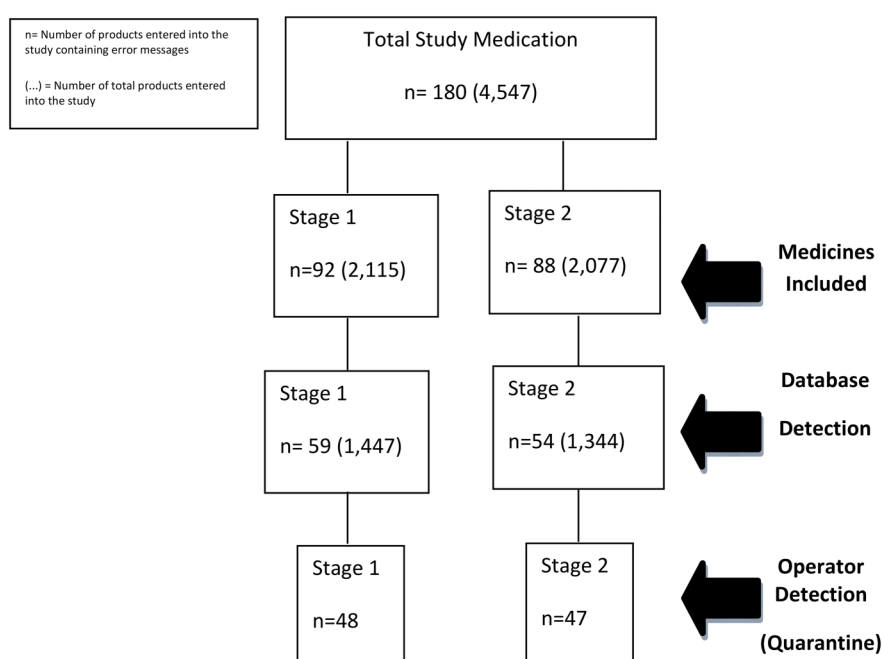 n= Number of products entered into the
study containing error messages
(...) = Number of total products entered
into the study
Total Study Medication
n= 180 (4,547)
Stage 1
n=92 (2,115)
Stage 2
n= 88 (2,077)
Medicines
Included
Stage 1
n= 59 (1,447)
Stage 2
n=54 (1,344)
Database
Detection
Stage 1
n=48
Stage 2
n=47
Operator
Detection
(Quarantine)